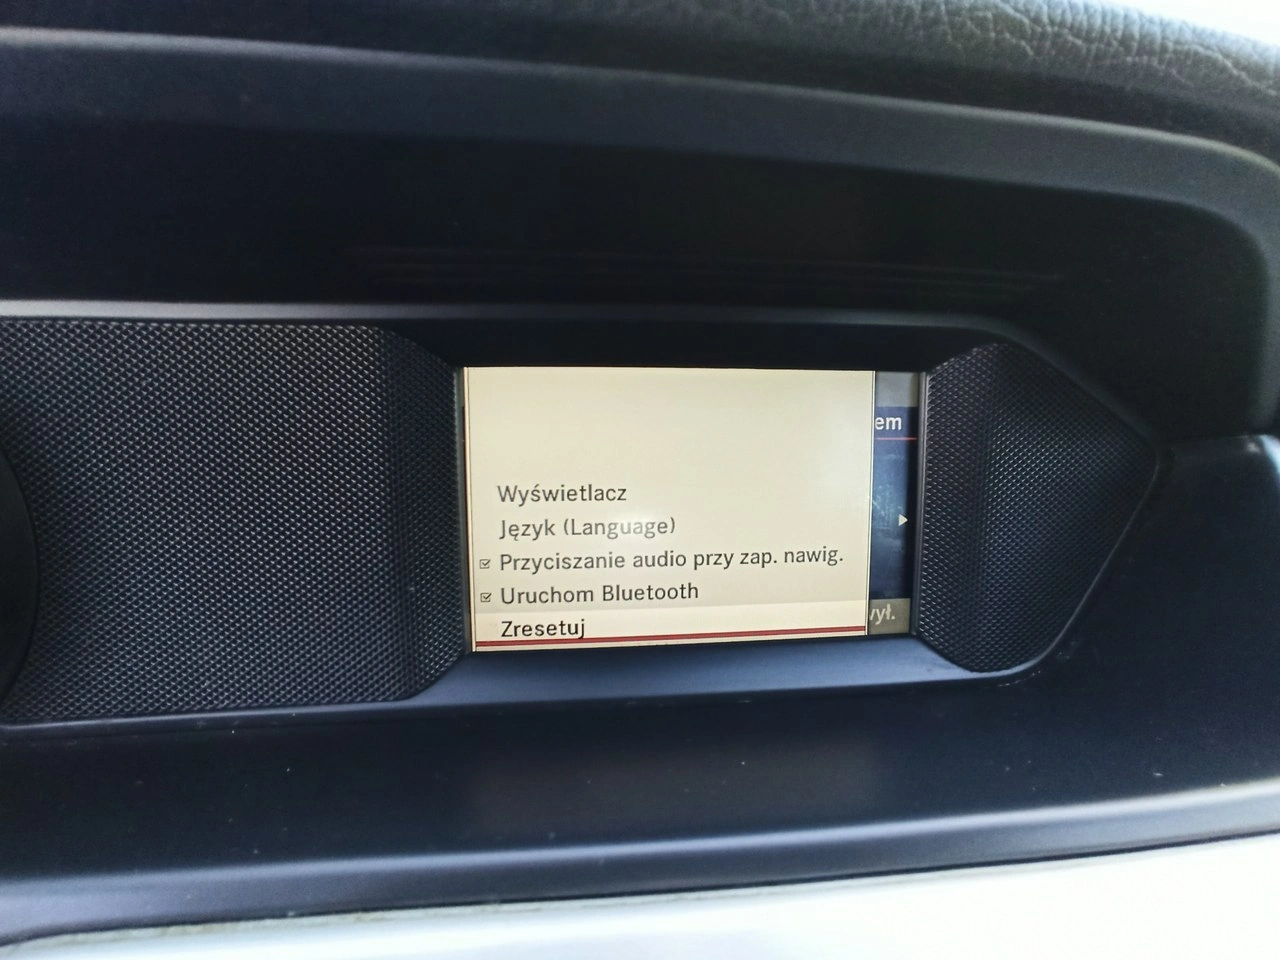 em
Wyświetlacz
Język (Language)
Przyciszanie audio przy zap. nawig.
Uruchom Bluetooth
Zresetuj
wył.